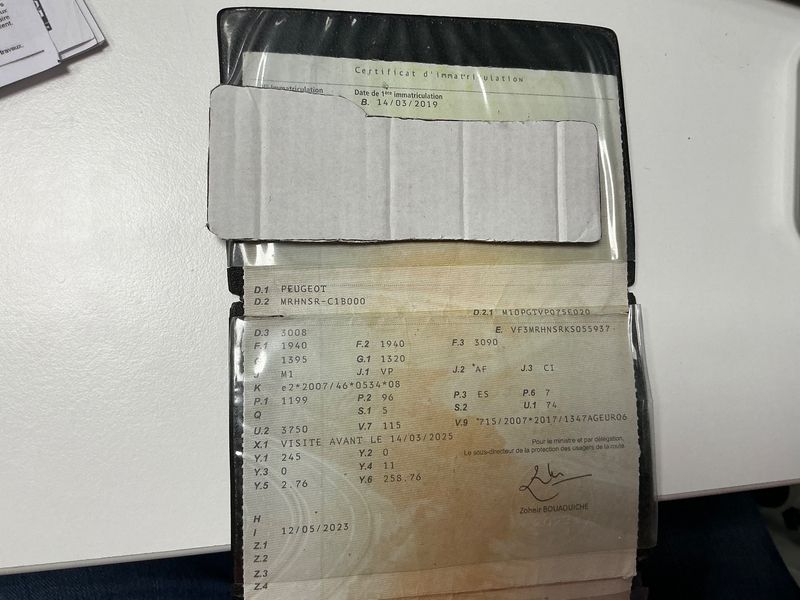 Certificat d'immatriculation
immatriculation
Date de 1ère immatriculation
B. 14/03/2019
D.1 PEUGEOT
D.2 MRHNSR-C1B000
D.2.1 M10PGTVP075E020
D.3 3008
E. VF3MRHNSRKS055937
F.1 1940 F.2 1940 F.3 3090
G 1395 G.1 1320
J M1 J.1 VP J.2 AF J.3 CI
K e2*2007/46*0534*08
P.1 1199 P.2 96 P.3 ES P.6 7
Q S.1 5 S.2 U.1 74
U.2 3750 V.7 115 V.9 715/2007*2017/1347AGEURO6
X.1 VISITE AVANT LE 14/03/2025
Y.1 245 Y.2 0
Y.3 0 Y.4 11
Y.5 2.76 Y.6 258.76
Pour le ministre et par délégation,
Le sous-directeur de la protection des usagers de la route
Zoheir BOUAOUICHE
H
I 12/05/2023
Z.1
Z.2
Z.3
Z.4
travaux.